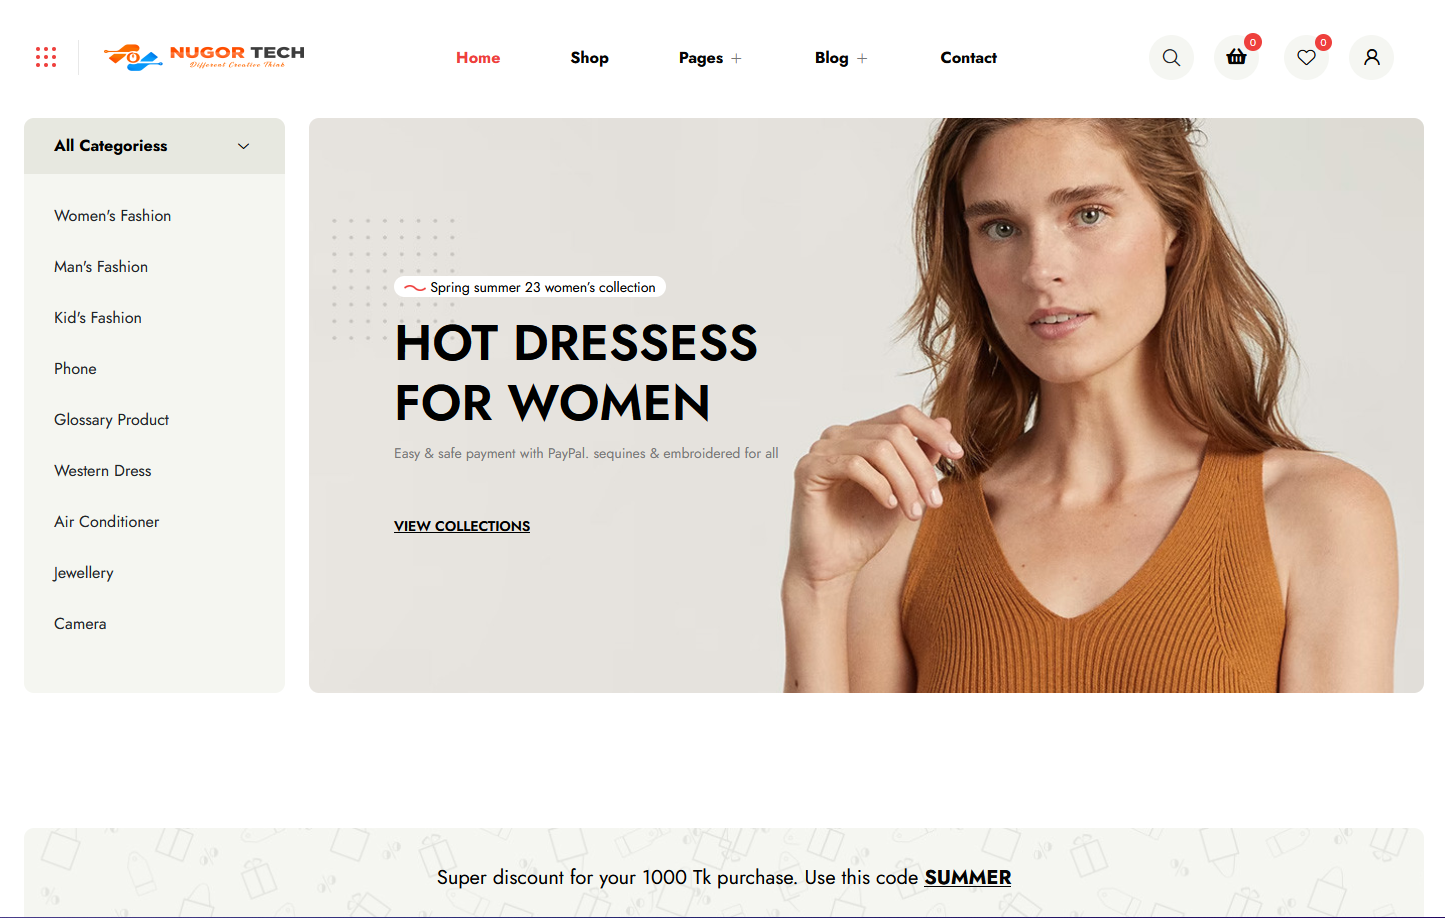 NUGOR TECH
Different Creative Think
Home
Shop
Pages +
Blog +
Contact
0
0
All Categoriess
Women's Fashion
Man's Fashion
Kid's Fashion
Phone
Glossary Product
Western Dress
Air Conditioner
Jewellery
Camera
Spring summer 23 women's collection
HOT DRESSESS
FOR WOMEN
Easy & safe payment with PayPal. sequines & embroidered for all
VIEW COLLECTIONS
Super discount for your 1000 Tk purchase. Use this code SUMMER